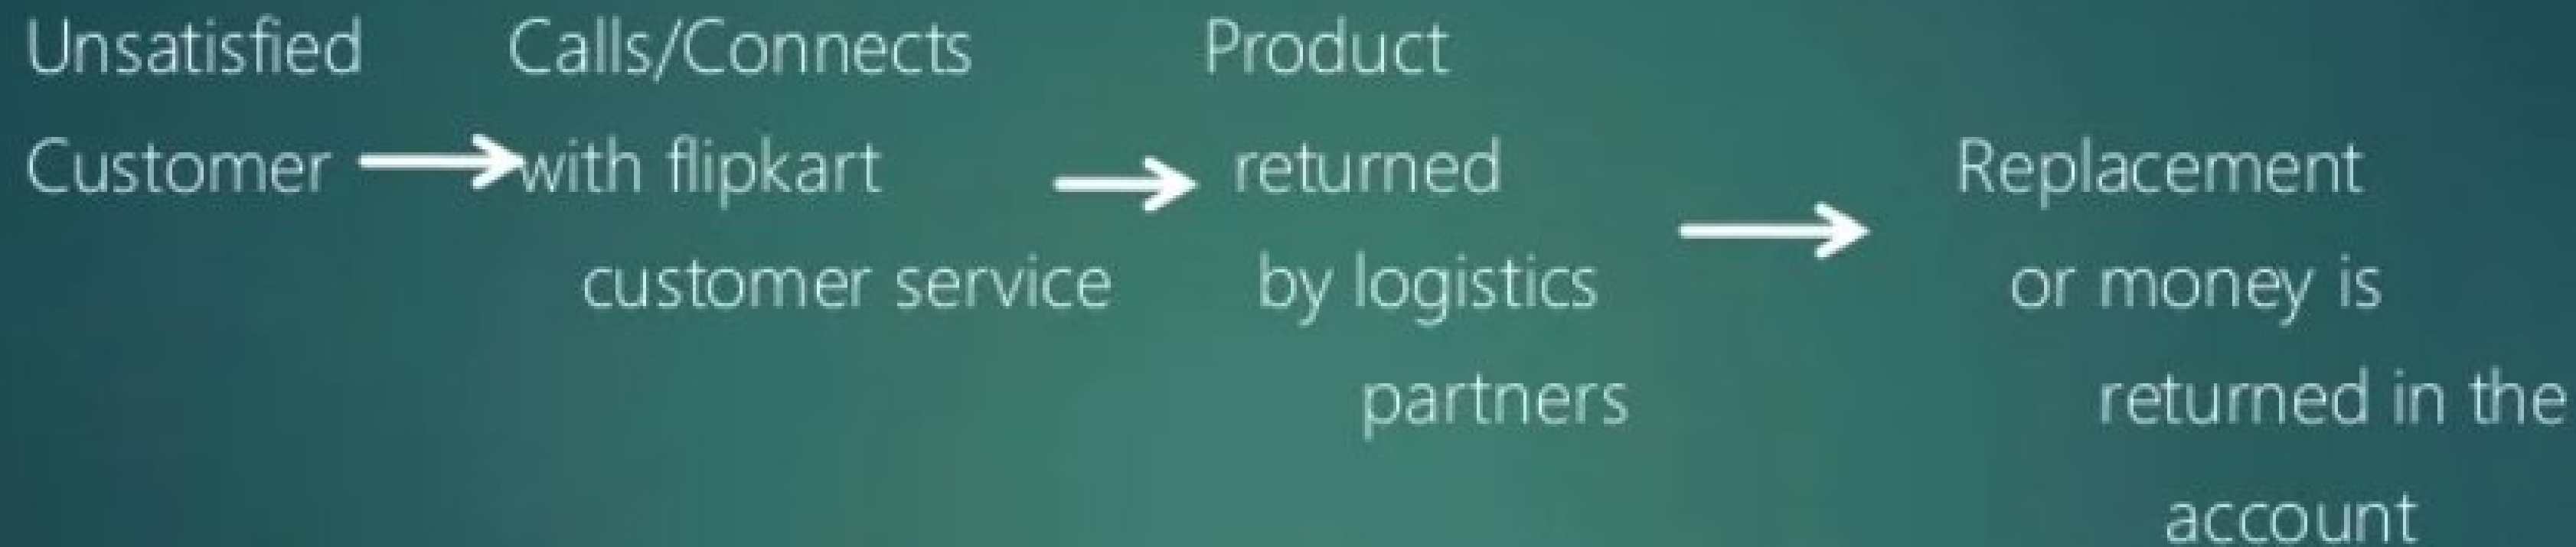 Unsatisfied
Customer
Calls/Connects
with flipkart
customer service
Product
returned
by logistics
partners
Replacement
or money is
returned in the
account